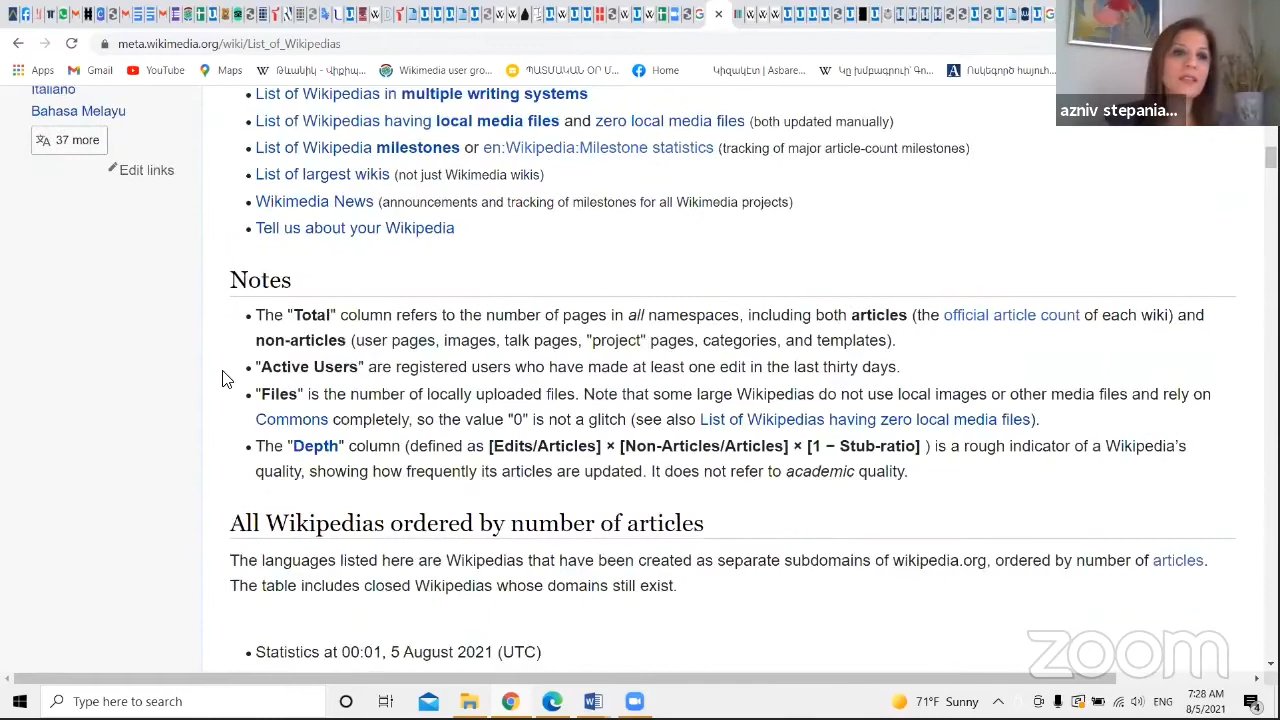 meta.wikimedia.org/wiki/List_of_Wikipedias
Apps Gmail YouTube Maps Թևանիկ - Վիքիպ... Wikimedia user gro... ՊԱՏԱՍԽԱՆ ՕՐ Մ... Home Կիզակէտ | Asbare... Կը խմբագրուի Գո... Ոսկեդոռ հայուհ...
azniv stepania...
Italiano
Bahasa Melayu
37 more
Edit links
List of Wikipedias in multiple writing systems
List of Wikipedias having local media files and zero local media files (both updated manually)
List of Wikipedia milestones or en:Wikipedia:Milestone statistics (tracking of major article-count milestones)
List of largest wikis (not just Wikimedia wikis)
Wikimedia News (announcements and tracking of milestones for all Wikimedia projects)
Tell us about your Wikipedia
Notes
The "Total" column refers to the number of pages in all namespaces, including both articles (the official article count of each wiki) and
non-articles (user pages, images, talk pages, "project" pages, categories, and templates).
"Active Users" are registered users who have made at least one edit in the last thirty days.
"Files" is the number of locally uploaded files. Note that some large Wikipedias do not use local images or other media files and rely on
Commons completely, so the value "0" is not a glitch (see also List of Wikipedias having zero local media files).
The "Depth" column (defined as [Edits/Articles] × [Non-Articles/Articles] × [1 − Stub-ratio] ) is a rough indicator of a Wikipedia's
quality, showing how frequently its articles are updated. It does not refer to academic quality.
All Wikipedias ordered by number of articles
The languages listed here are Wikipedias that have been created as separate subdomains of wikipedia.org, ordered by number of articles.
The table includes closed Wikipedias whose domains still exist.
Statistics at 00:01, 5 August 2021 (UTC)
zoom
Type here to search
71°F Sunny
ENG
7:28 AM
8/5/2021
4